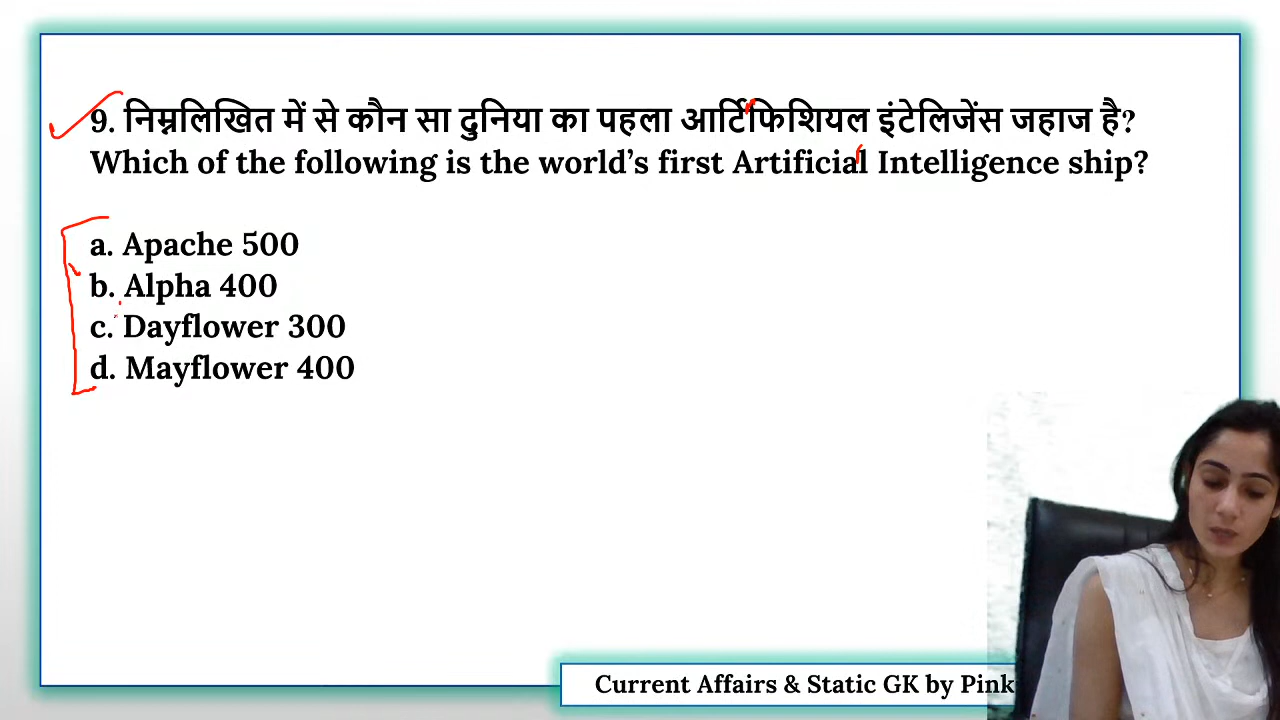 9. निम्नलिखित में से कौन सा दुनिया का पहला आर्टिफिशियल इंटेलिजेंस जहाज है?
Which of the following is the world’s first Artificial Intelligence ship?
a. Apache 500
b. Alpha 400
c. Dayflower 300
d. Mayflower 400
Current Affairs & Static GK by Pink